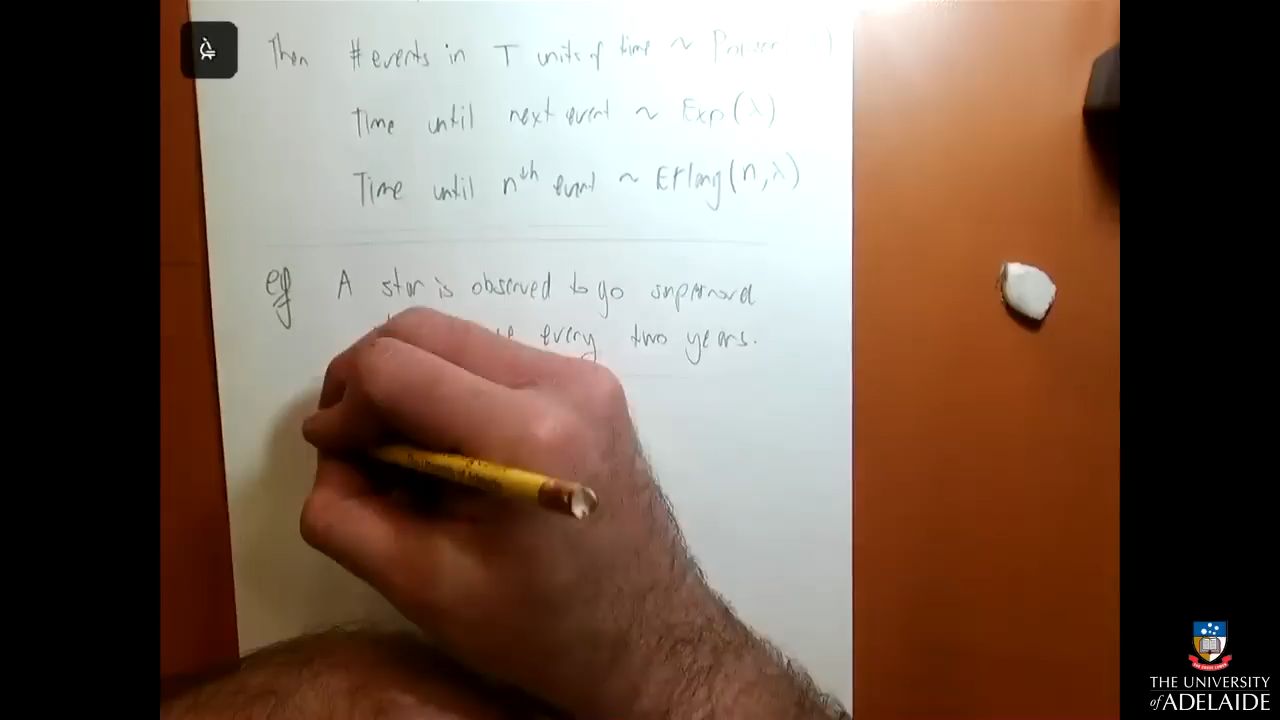 Then # events in T units of time ~
Time until next event ~ Exp(λ)
Time until nth event ~ Erlang(n, λ)
eg A star is observed to go supernova
every two years.
THE UNIVERSITY
of ADELAIDE